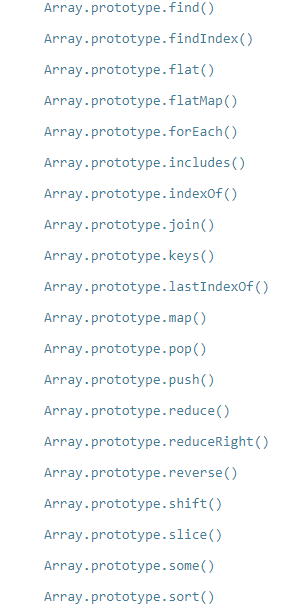 Array.prototype.find()
Array.prototype.findIndex()
Array.prototype.flat()
Array.prototype.flatMap()
Array.prototype.forEach()
Array.prototype.includes()
Array.prototype.indexOf()
Array.prototype.join()
Array.prototype.keys()
Array.prototype.lastIndexOf()
Array.prototype.map()
Array.prototype.pop()
Array.prototype.push()
Array.prototype.reduce()
Array.prototype.reduceRight()
Array.prototype.reverse()
Array.prototype.shift()
Array.prototype.slice()
Array.prototype.some()
Array.prototype.sort()